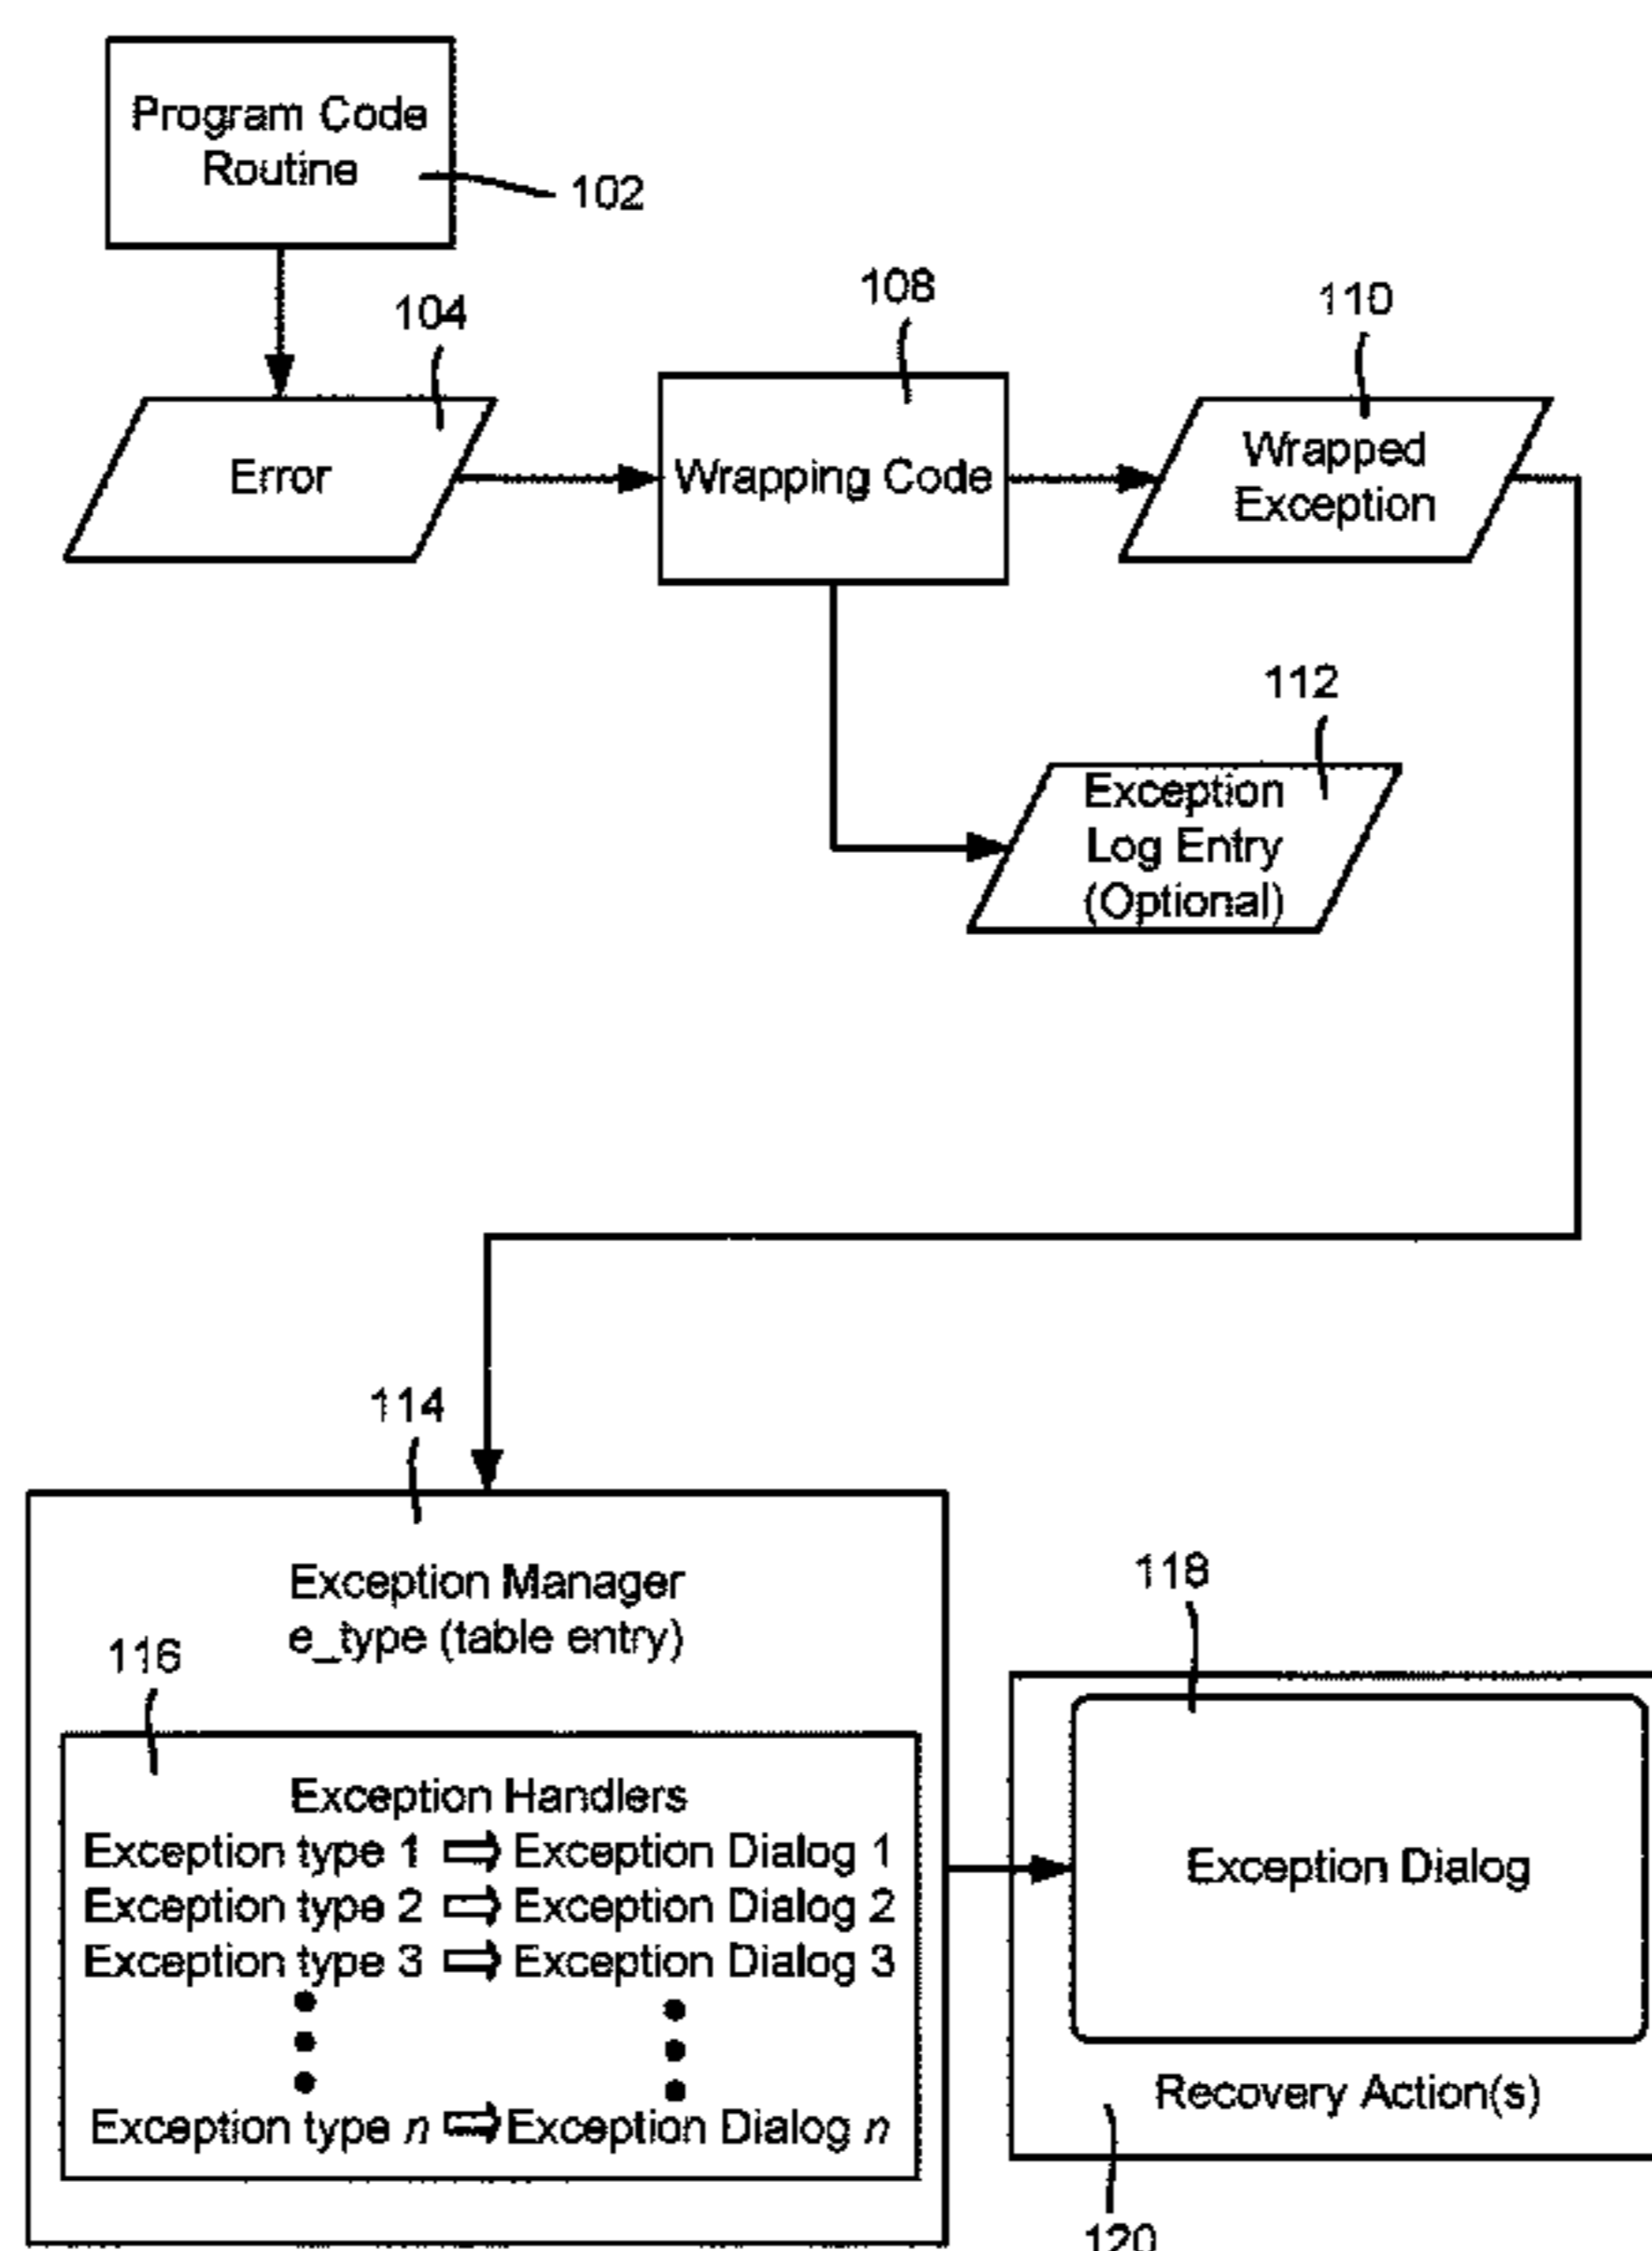 Program Code
Routine
102
104
108
110
Error
Wrapping Code
Wrapped
Exception
112
Exception
Log Entry
(Optional)
114
Exception Manager
e_type (table entry)
116
118
Exception Handlers
Exception type 1 ⇨ Exception Dialog 1
Exception type 2 ⇨ Exception Dialog 2
Exception type 3 ⇨ Exception Dialog 3
Exception type n ⇨ Exception Dialog n
Exception Dialog
Recovery Action(s)
120